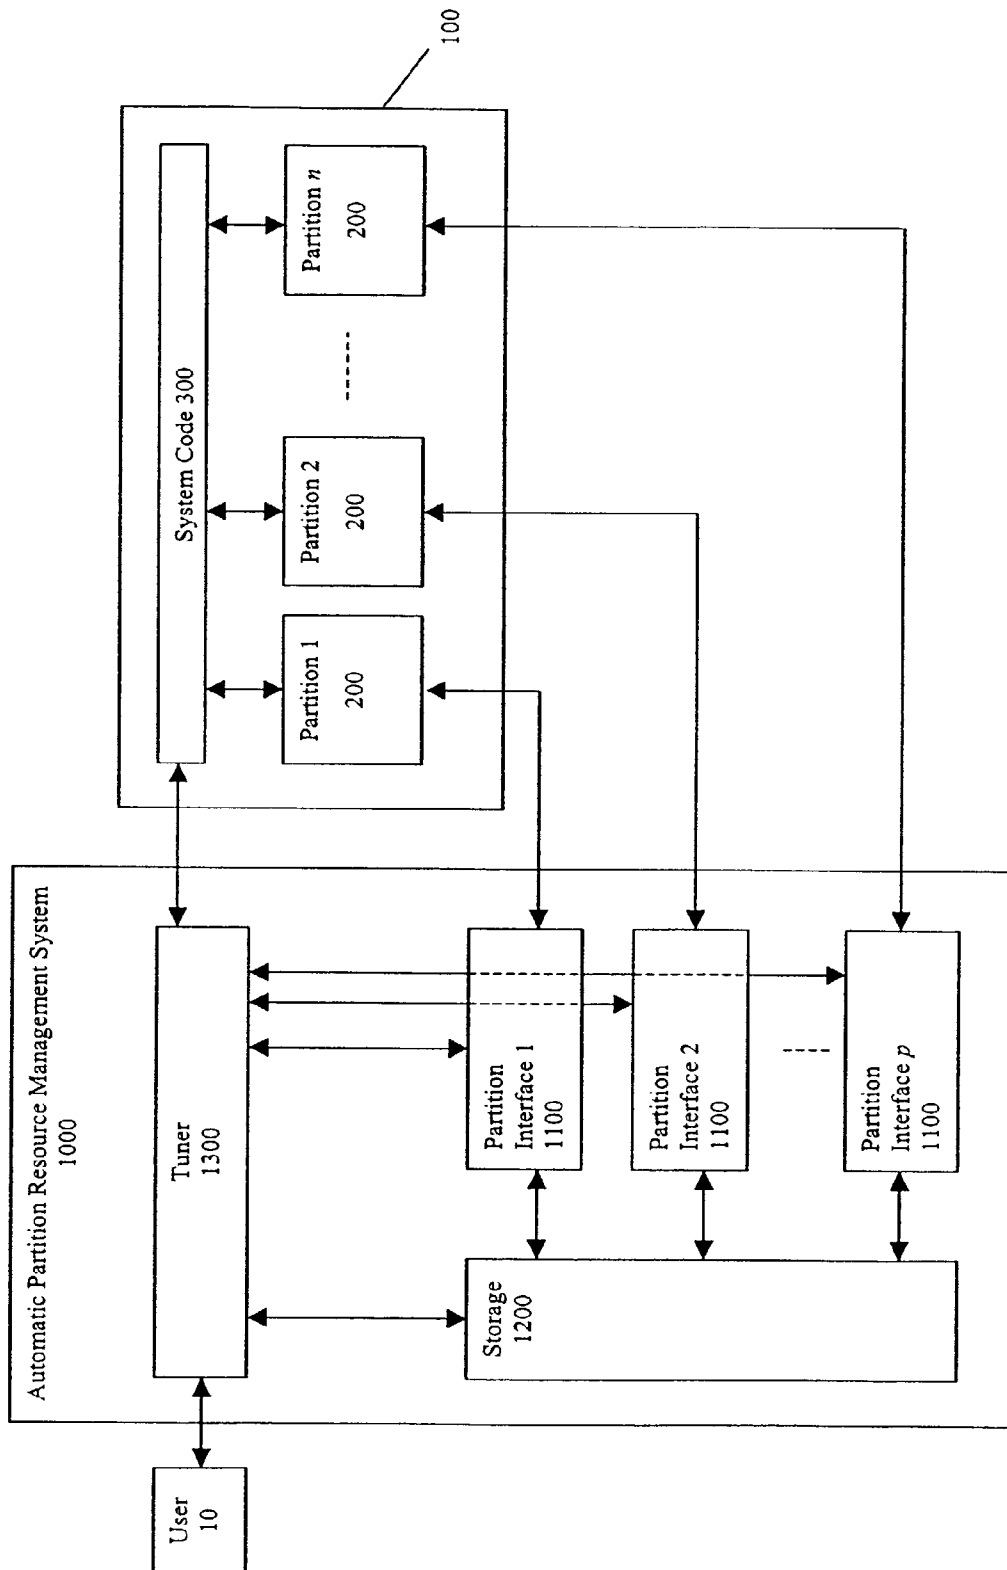 Automatic Partition Resource Management System
1000
User
10
Tuner
1300
Storage
1200
Partition
Interface 1
1100
Partition
Interface 2
1100
Partition
Interface p
1100
100
System Code 300
Partition 1
200
Partition 2
200
Partition n
200